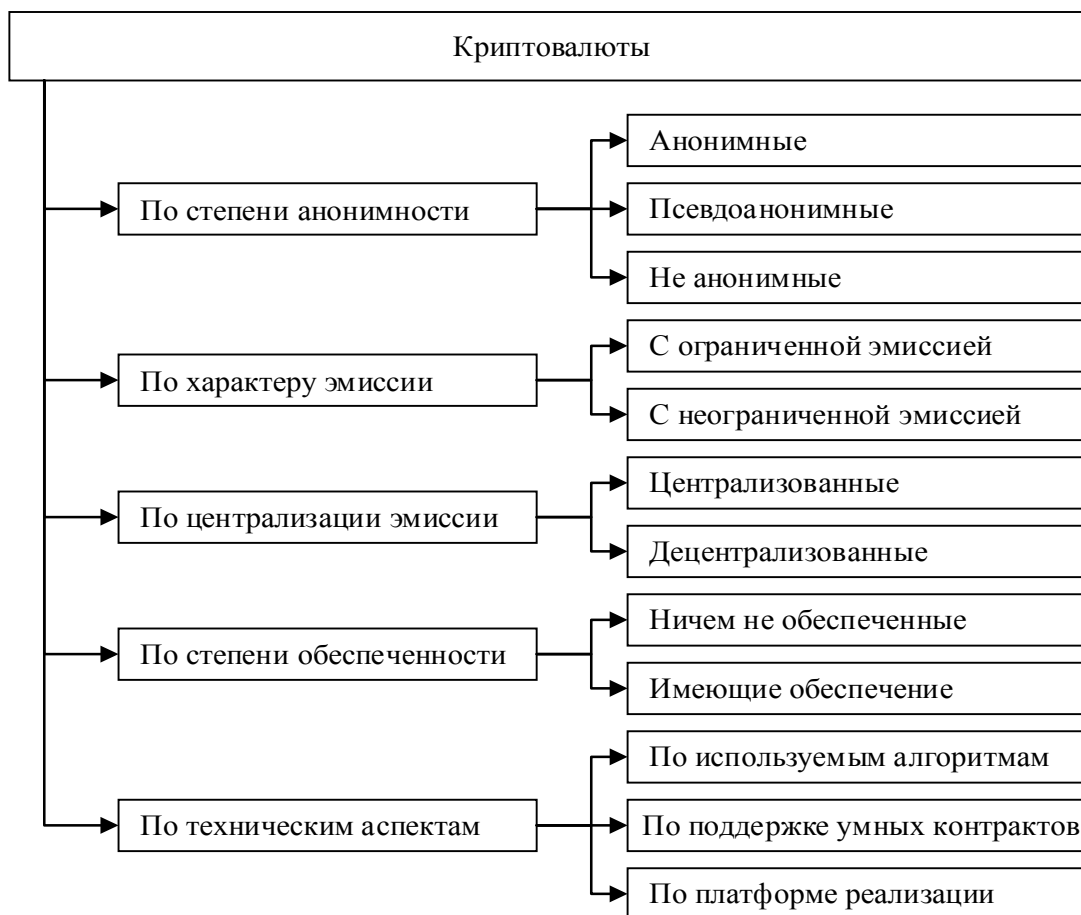 Криптовалюты
По степени анонимности
Анонимные
Псевдоанонимные
Не анонимные
По характеру эмиссии
С ограниченной эмиссией
С неограниченной эмиссией
По централизации эмиссии
Централизованные
Децентрализованные
По степени обеспеченности
Ничем не обеспеченные
Имеющие обеспечение
По техническим аспектам
По используемым алгоритмам
По поддержке умных контрактов
По платформе реализации